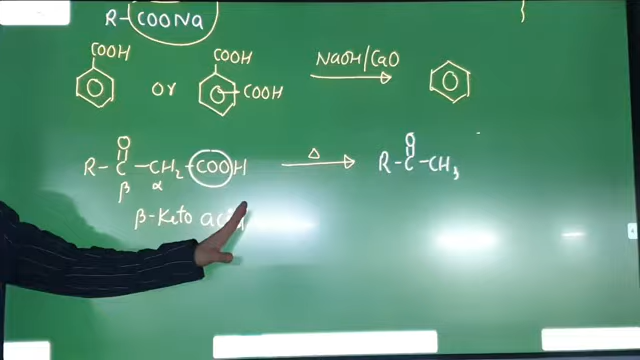 R-COONa
COOH
COOH
or
COOH
NaOH/CaO
O
R-C-CH2-COOH
β
α
Δ
O
R-C-CH3
β-Keto